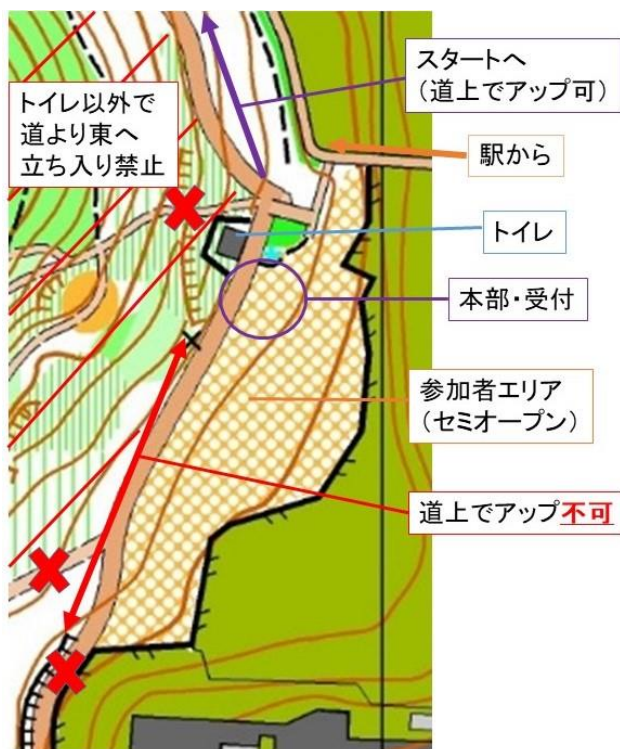 スタートへ
（道上でアップ可）
トイレ以外で
道より東へ
立ち入り禁止
駅から
トイレ
本部・受付
参加者エリア
（セミオープン）
道上でアップ不可